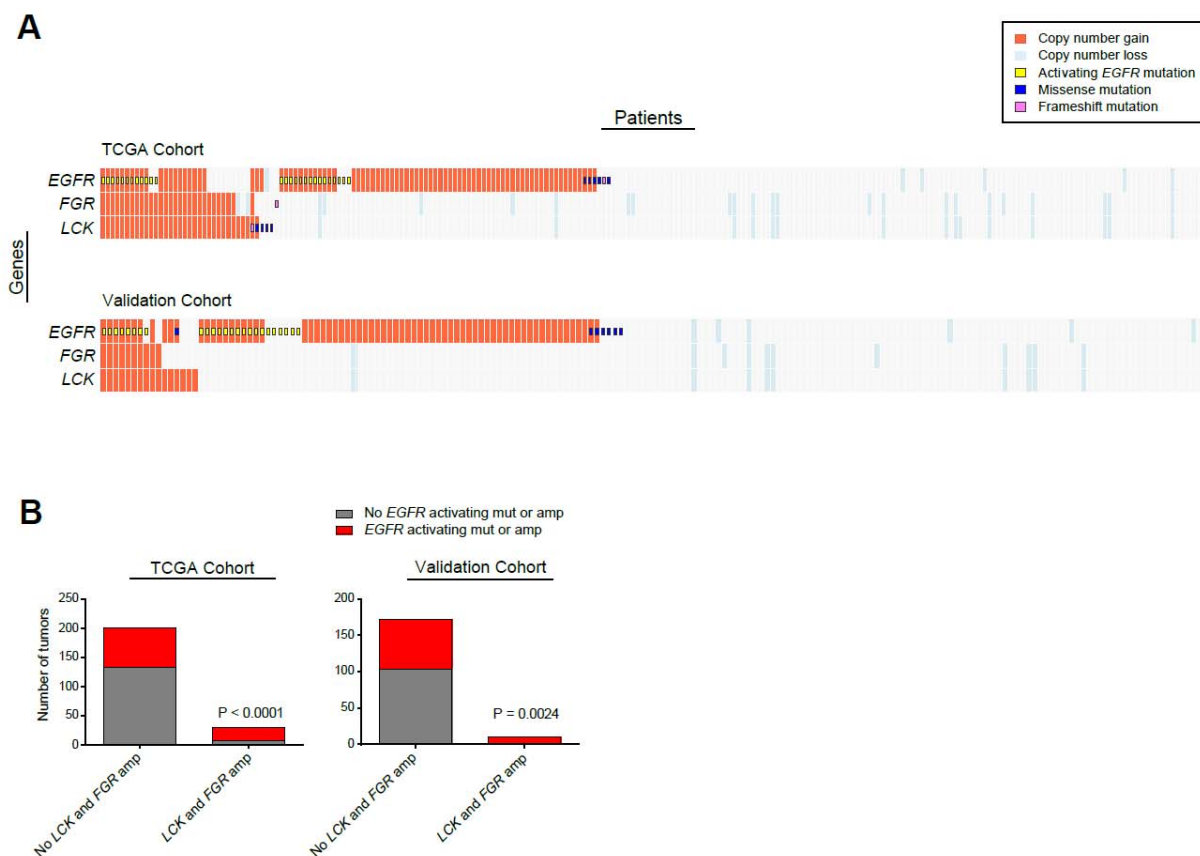 A
Copy number gain
Copy number loss
Activating EGFR mutation
Missense mutation
Frameshift mutation
Patients
TCGA Cohort
EGFR
FGR
LCK
Genes
Validation Cohort
EGFR
FGR
LCK
B
No EGFR activating mut or amp
EGFR activating mut or amp
TCGA Cohort
Number of tumors
250
200
150
100
50
0
P < 0.0001
No LCK and FGR amp
LCK and FGR amp
Validation Cohort
200
150
100
50
0
P = 0.0024
No LCK and FGR amp
LCK and FGR amp